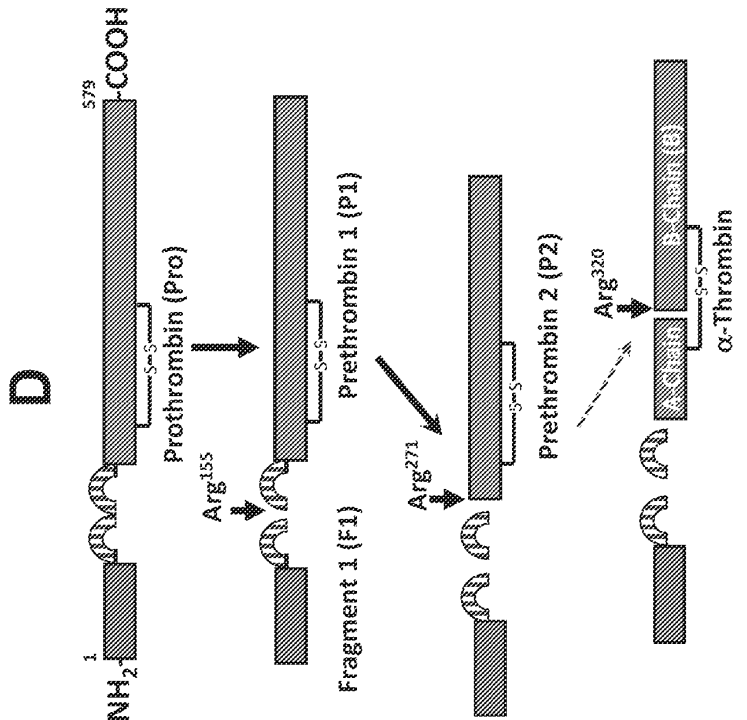 D
1
579
NH2
COOH
S-S
Prothrombin (Pro)
Arg155
S-S
Fragment 1 (F1)
Prethrombin 1 (P1)
Arg271
S-S
Prethrombin 2 (P2)
Arg320
A-Chain
B-Chain (B)
S-S
α-Thrombin